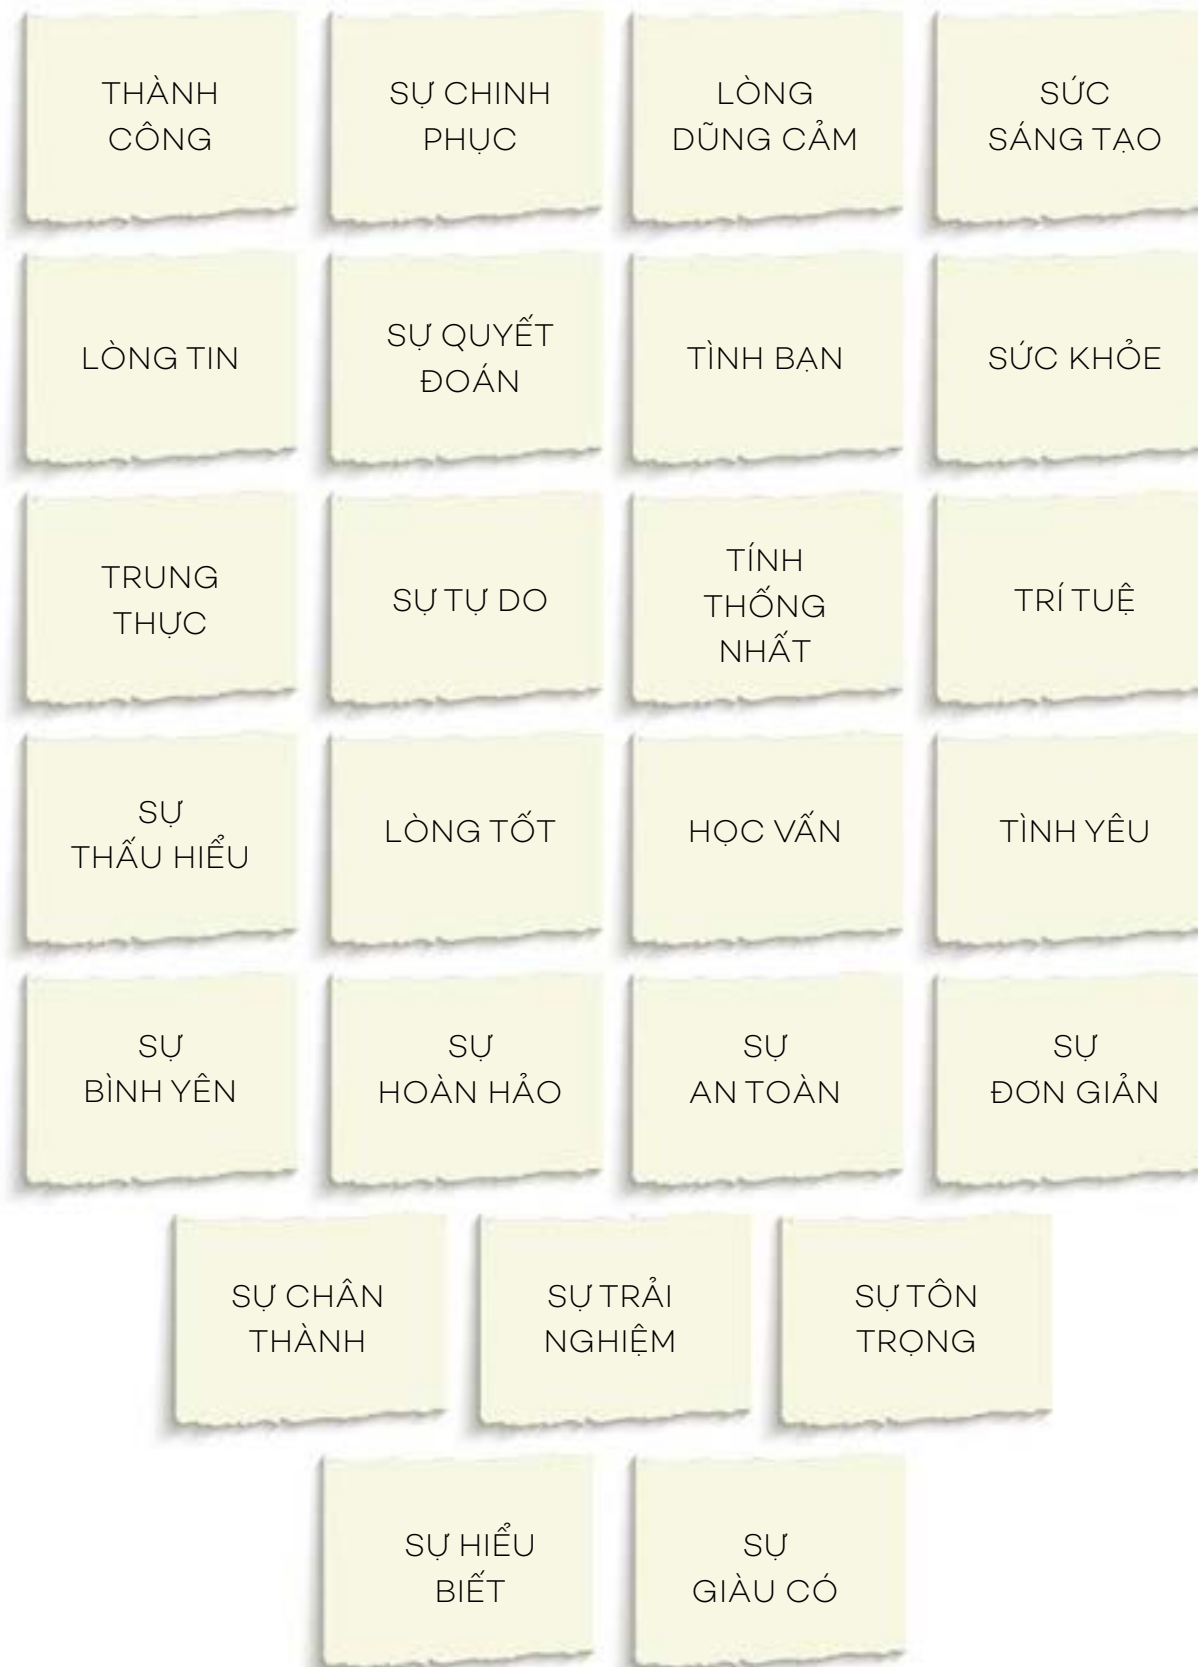 THÀNH
CÔNG
SỰ CHINH
PHỤC
LÒNG
DŨNG CẢM
SỨC
SÁNG TẠO
LÒNG TIN
SỰ QUYẾT
ĐOÁN
TÌNH BẠN
SỨC KHỎE
TRUNG
THỰC
SỰ TỰ DO
TÍNH
THỐNG
NHẤT
TRÍ TUỆ
SỰ
THẤU HIỂU
LÒNG TỐT
HỌC VẤN
TÌNH YÊU
SỰ
BÌNH YÊN
SỰ
HOÀN HẢO
SỰ
AN TOÀN
SỰ
ĐƠN GIẢN
SỰ CHÂN
THÀNH
SỰ TRẢI
NGHIỆM
SỰ TÔN
TRỌNG
SỰ HIỂU
BIẾT
SỰ
GIÀU CÓ